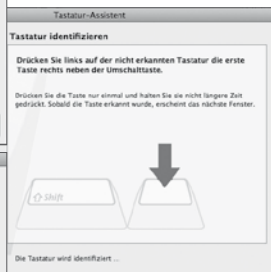 Tastatur-Assistent
Tastatur identifizieren
Drücken Sie links auf der nicht erkannten Tastatur die erste
Taste rechts neben der Umschalttaste.
Drücken Sie die Taste nur einmal und halten Sie sie nicht längere Zeit
gedrückt. Sobald die Taste erkannt wurde, erscheint das nächste Fenster.
Shift
Die Tastatur wird identifiziert ...